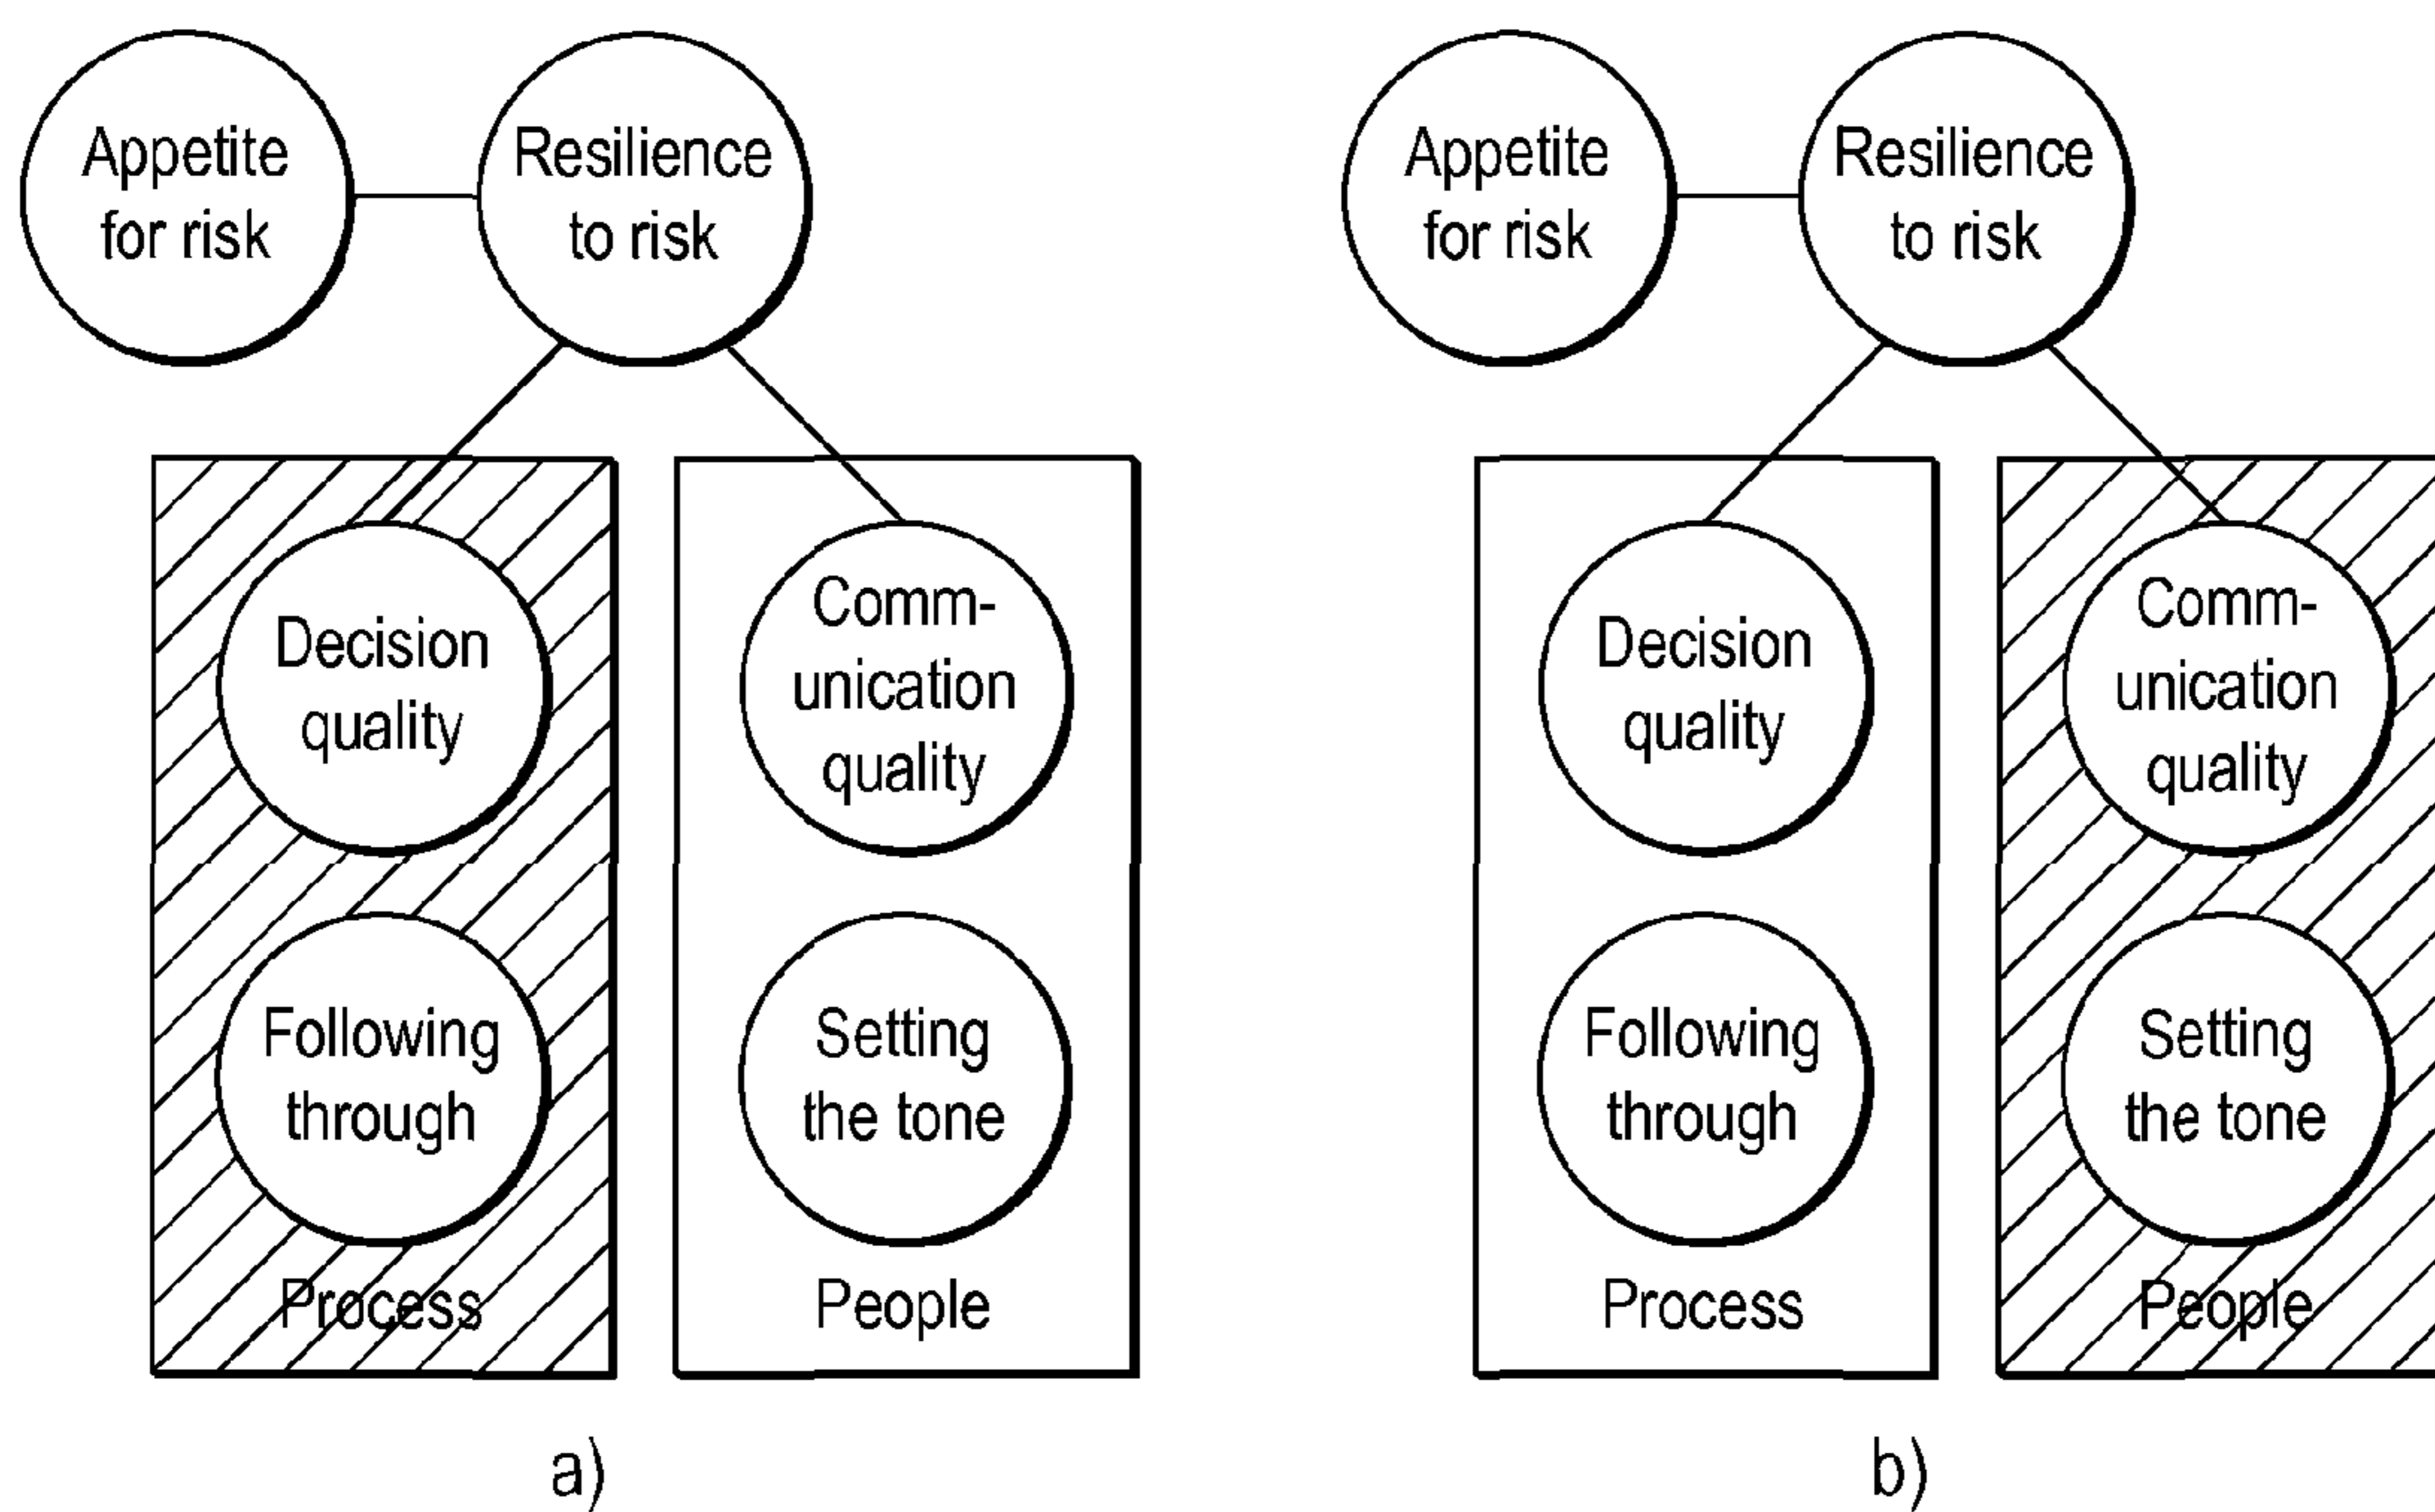 Appetite
for risk
Resilience
to risk
Decision
quality
Comm-
unication
quality
Following
through
Setting
the tone
Process
People
a)
Appetite
for risk
Resilience
to risk
Decision
quality
Comm-
unication
quality
Following
through
Setting
the tone
Process
People
b)